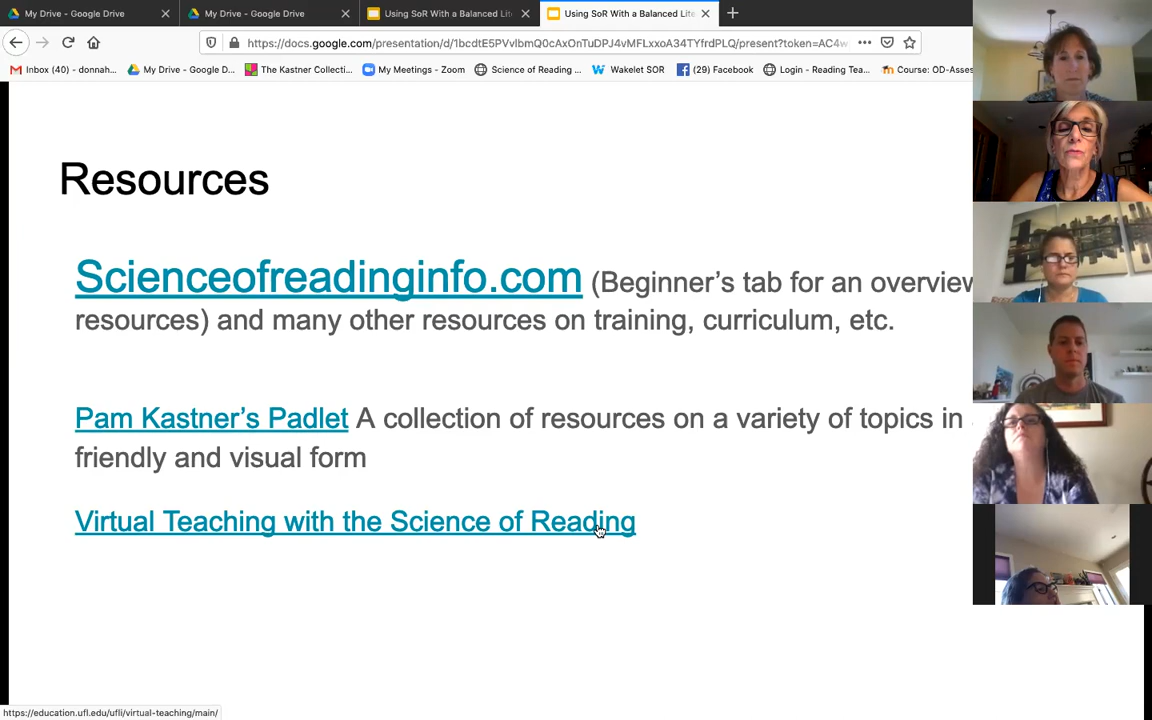 My Drive - Google Drive
My Drive - Google Drive
Using SoR With a Balanced Lit
Using SoR With a Balanced Lite
https://docs.google.com/presentation/d/1bcdtE5PVvlbmQ0cAxOnTuDPJ4vMFLxxoA34TYfrdPLQ/present?token=AC4w
Inbox (40) - donnah...
My Drive - Google D...
The Kastner Collecti...
My Meetings - Zoom
Science of Reading ...
Wakelet SOR
(29) Facebook
Login - Reading Tea...
Course: OD-Asses
Resources
Scienceofreadinginfo.com (Beginner’s tab for an overview
resources) and many other resources on training, curriculum, etc.
Pam Kastner’s Padlet A collection of resources on a variety of topics in
friendly and visual form
Virtual Teaching with the Science of Reading
https://education.ufl.edu/ufli/virtual-teaching/main/